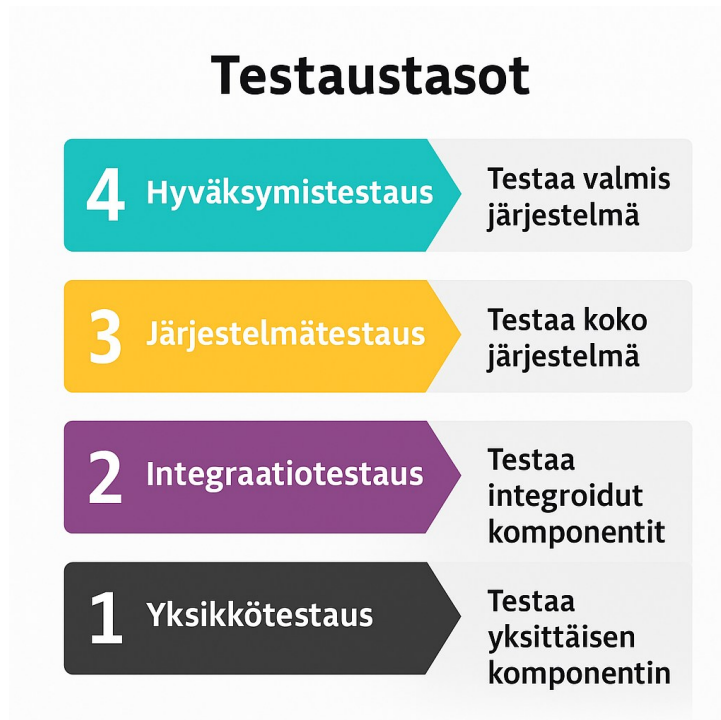 Testaustasot
4 Hyväksymistestaus
Testaa valmis
järjestelmä
3 Järjestelmätestaus
Testaa koko
järjestelmä
2 Integraatiotestaus
Testaa
integroidut
komponentit
1 Yksikkötestaus
Testaa
yksittäisen
komponentin